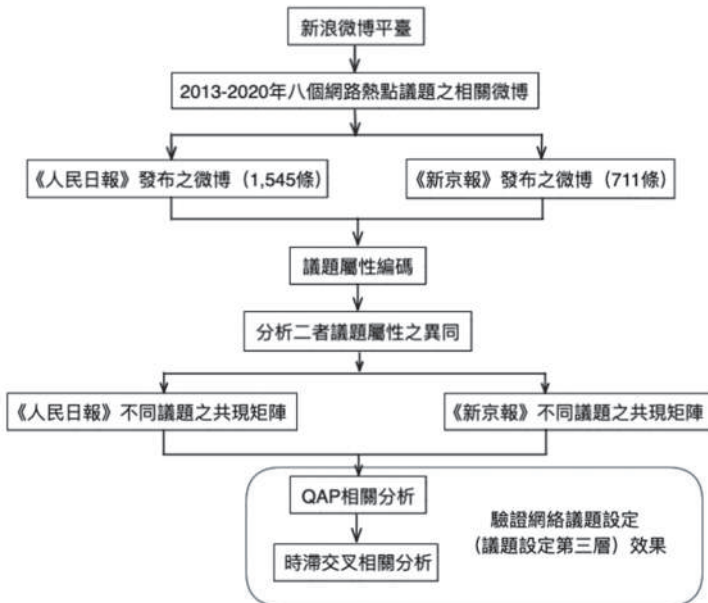 新浪微博平臺
2013-2020年八個網路熱點議題之相關微博
《人民日報》發布之微博（1,545條）
《新京報》發布之微博（711條）
議題屬性編碼
分析二者議題屬性之異同
《人民日報》不同議題之共現矩陣
《新京報》不同議題之共現矩陣
QAP相關分析
時滯交叉相關分析
驗證網絡議題設定
（議題設定第三層）效果